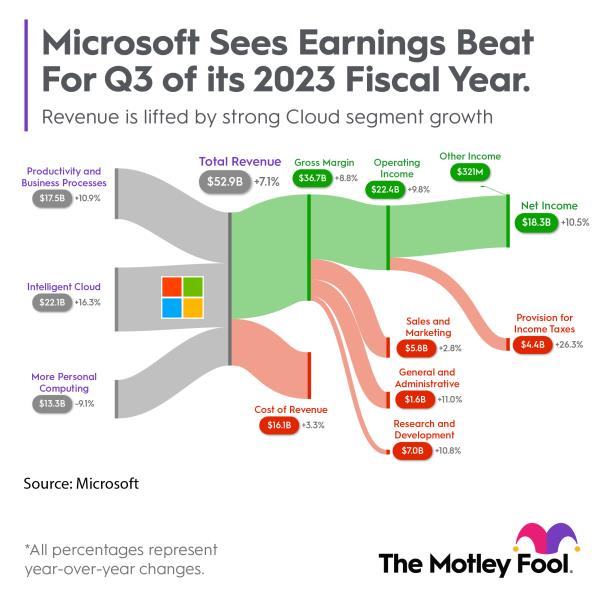 Microsoft Sees Earnings Beat
For Q3 of its 2023 Fiscal Year.
Revenue is lifted by strong Cloud segment growth
Productivity and
Business Processes
$17.5B +10.9%
Intelligent Cloud
$22.1B +16.3%
More Personal
Computing
$13.3B -9.1%
Total Revenue
$52.9B +7.1%
Gross Margin
$36.7B +8.8%
Operating
Income
$22.4B +9.8%
Other Income
$321M
Net Income
$18.3B +10.5%
Cost of Revenue
$16.1B +3.3%
Sales and
Marketing
$5.8B +2.8%
General and
Administrative
$1.6B +11.0%
Research and
Development
$7.0B +10.8%
Provision for
Income Taxes
$4.4B +26.3%
Source: Microsoft
*All percentages represent
year-over-year changes.
The Motley Fool.